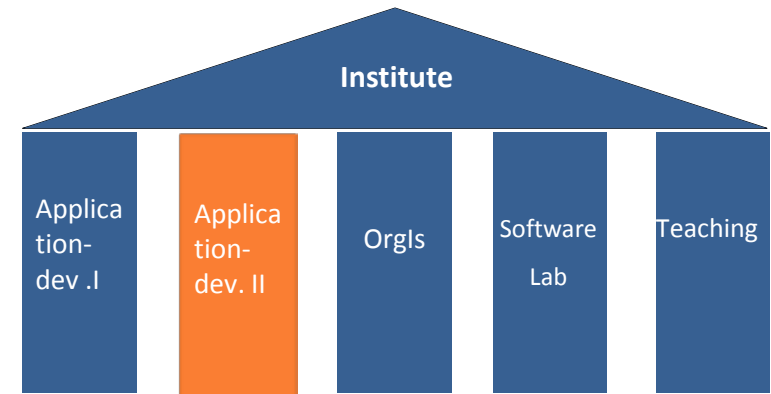 Institute
Applica
tion-
dev .I
Applica
tion-
dev. II
OrgIs
Software
Lab
Teaching